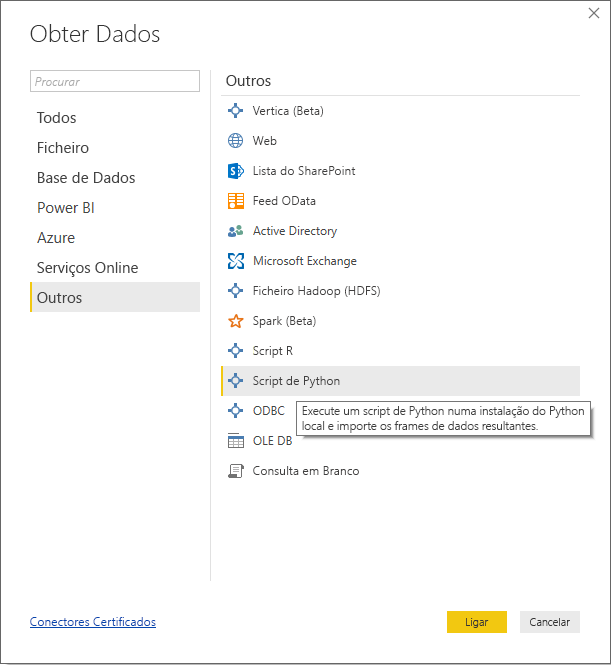 Obter Dados
Procurar
Todos
Ficheiro
Base de Dados
Power BI
Azure
Serviços Online
Outros
Outros
Vertica (Beta)
Web
Lista do SharePoint
Feed OData
Active Directory
Microsoft Exchange
Ficheiro Hadoop (HDFS)
Spark (Beta)
Script R
Script de Python
ODBC
Execute um script de Python numa instalação do Python
local e importe os frames de dados resultantes.
OLE DB
Consulta em Branco
Conectores Certificados
Ligar
Cancelar